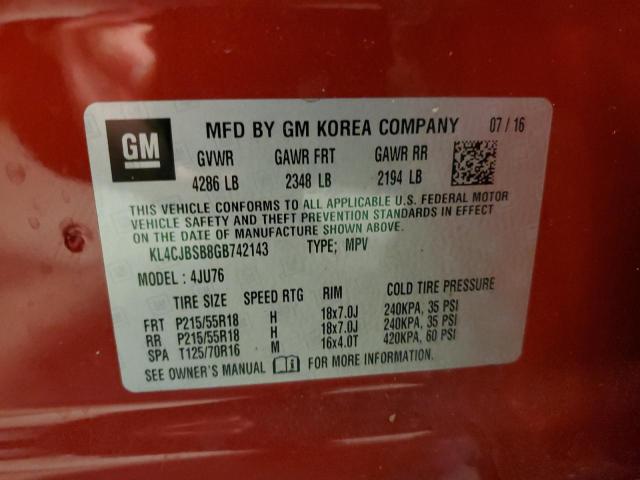 GM MFD BY GM KOREA COMPANY 07 / 16
GVWR GAWR FRT GAWR RR
4286 LB 2348 LB 2194 LB
THIS VEHICLE CONFORMS TO ALL APPLICABLE U.S. FEDERAL MOTOR
VEHICLE SAFETY AND THEFT PREVENTION STANDARDS IN EFFECT
ON THE DATE OF MANUFACTURE SHOWN ABOVE.
KL4CJBSB8GB742143 TYPE; MPV
MODEL : 4JU76
TIRE SIZE SPEED RTG RIM COLD TIRE PRESSURE
FRT P215/55R18 H 18x7.0J 240KPA, 35 PSI
RR P215/55R18 H 18x7.0J 240KPA, 35 PSI
SPA T125/70R16 M 16x4.0T 420KPA, 60 PSI
SEE OWNER'S MANUAL FOR MORE INFORMATION